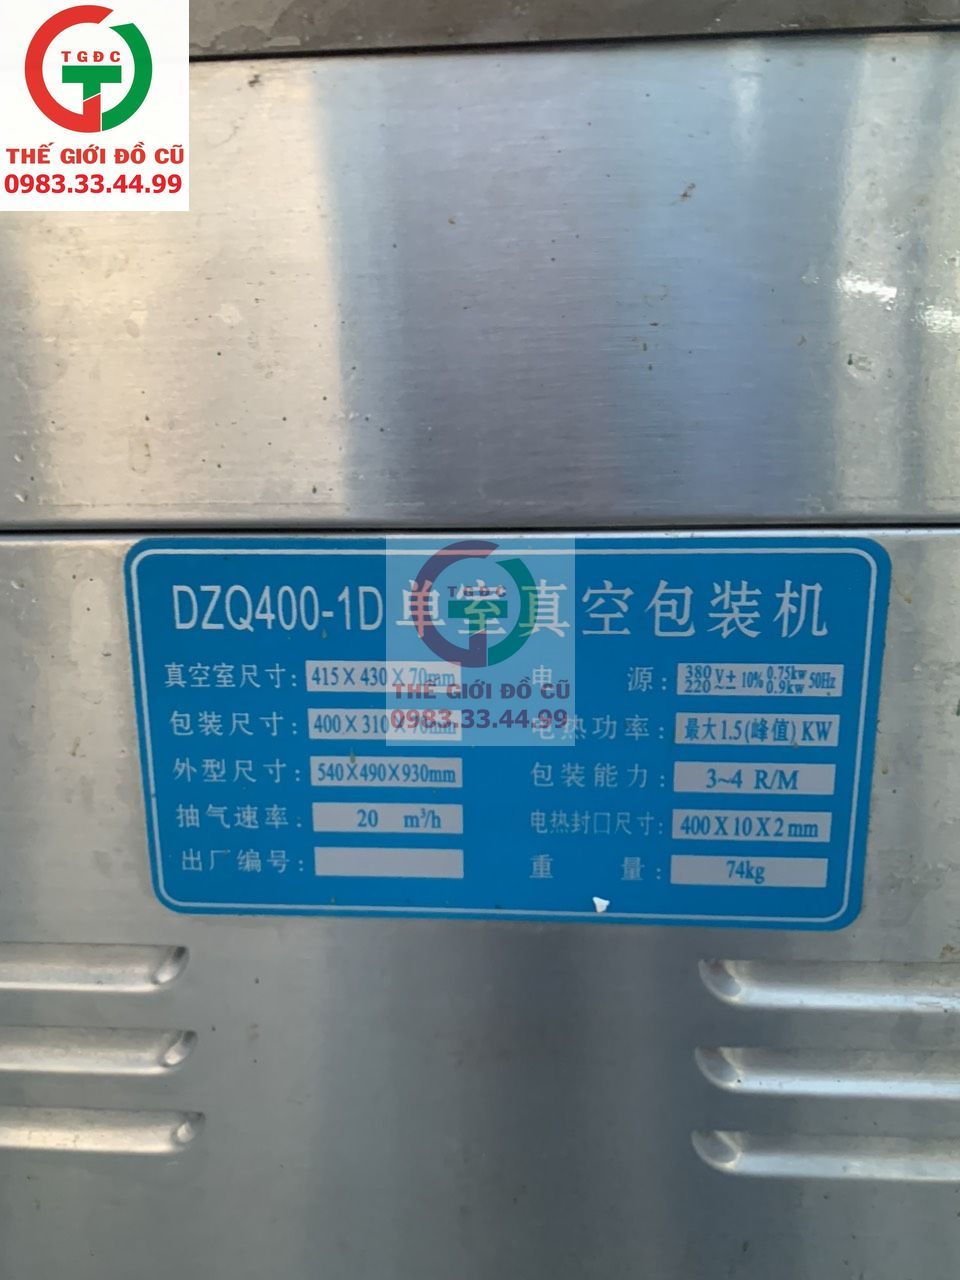 TGĐC
THẾ GIỚI ĐỒ CŨ
0983.33.44.99
DZQ400-1D 单室真空包装机
真空室尺寸: 415X430X70mm 电 源: 380/220 V±~ 10% 0.75kw/0.9kw 50Hz
包装尺寸: 400X310X70mm 电热功率: 最大1.5(峰值) KW
外型尺寸: 540X490X930mm 包装能力: 3~4 R/M
抽气速率: 20 m³/h 电热封口尺寸: 400X10X2mm
出厂编号: 重 量: 74kg
TGĐC
THẾ GIỚI ĐỒ CŨ
0983.33.44.99